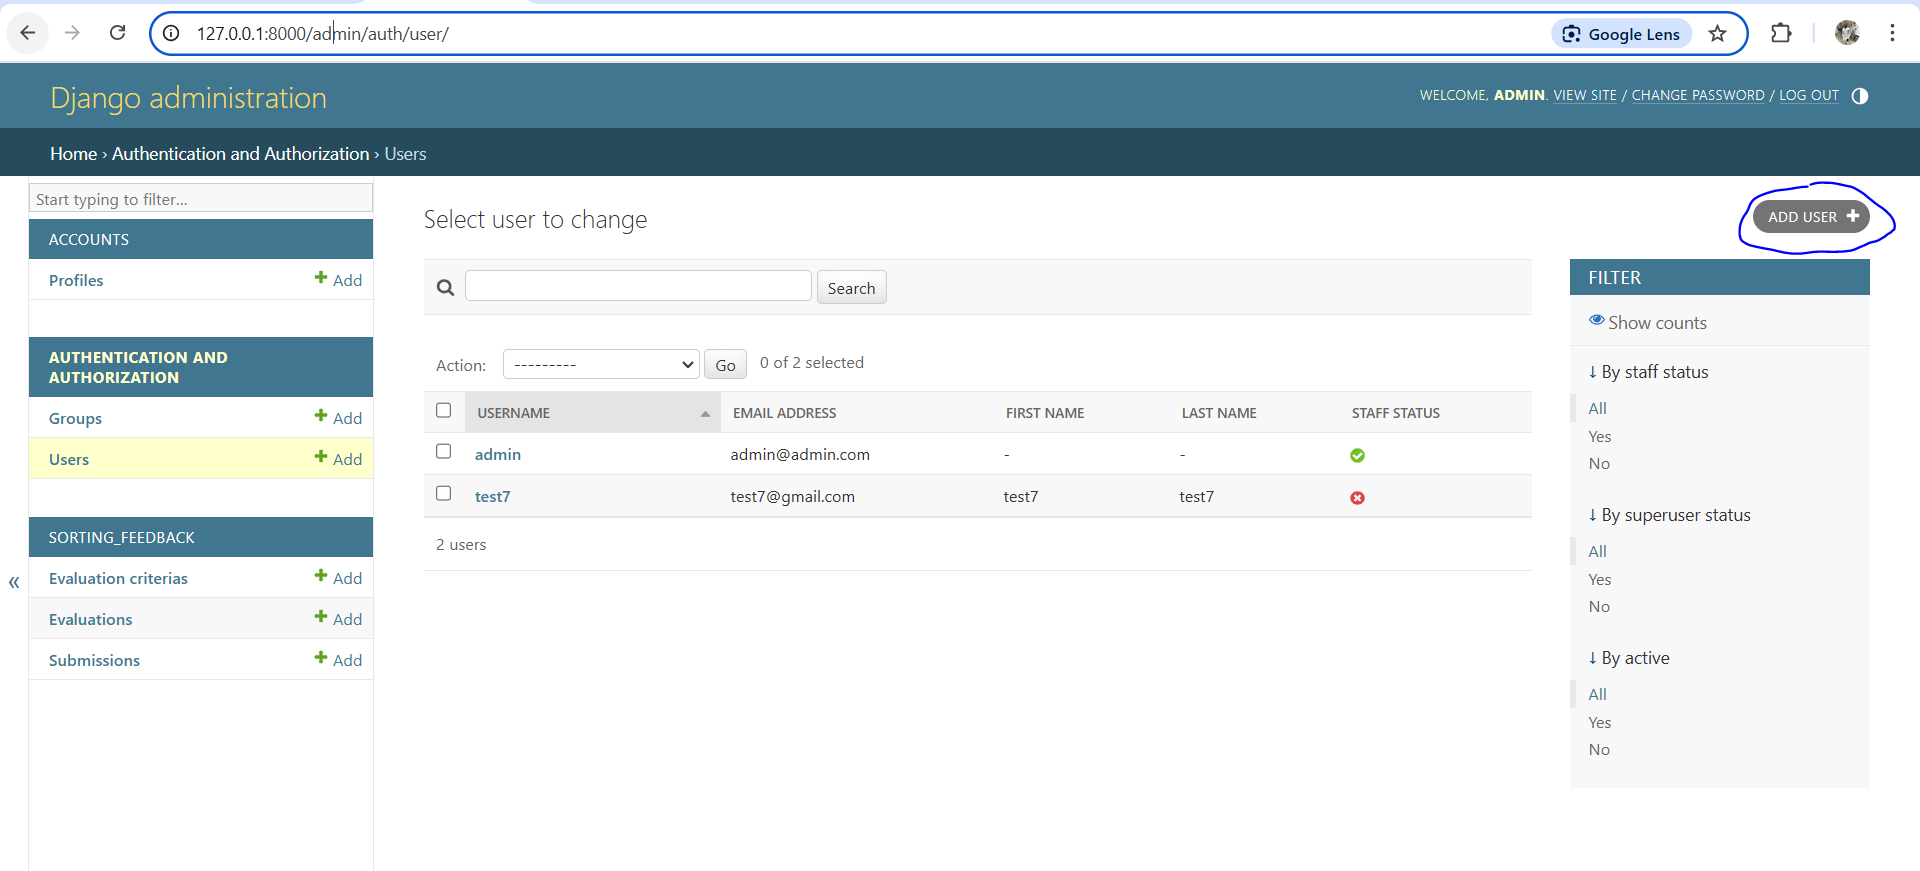 127.0.0.1:8000/admin/auth/user/
Google Lens
Django administration
WELCOME, ADMIN. VIEW SITE / CHANGE PASSWORD / LOG OUT
Home › Authentication and Authorization › Users
Start typing to filter...
ACCOUNTS
Profiles + Add
AUTHENTICATION AND
AUTHORIZATION
Groups + Add
Users + Add
SORTING_FEEDBACK
Evaluation criterias + Add
Evaluations + Add
Submissions + Add
«
Select user to change
ADD USER +
Search
Action: --------- Go 0 of 2 selected
USERNAME EMAIL ADDRESS FIRST NAME LAST NAME STAFF STATUS
admin admin@admin.com - -
test7 test7@gmail.com test7 test7
2 users
FILTER
Show counts
↓ By staff status
All
Yes
No
↓ By superuser status
All
Yes
No
↓ By active
All
Yes
No